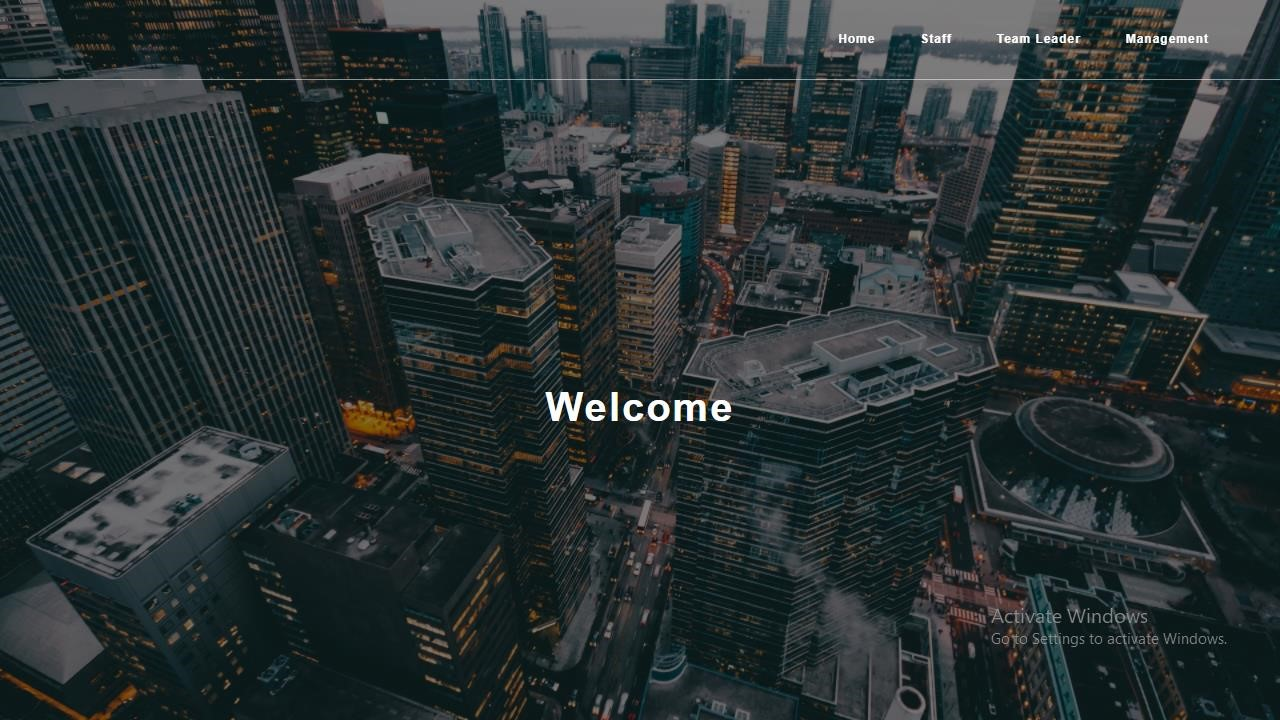 Home Staff Team Leader Management
Welcome
Activate Windows
Go to Settings to activate Windows.